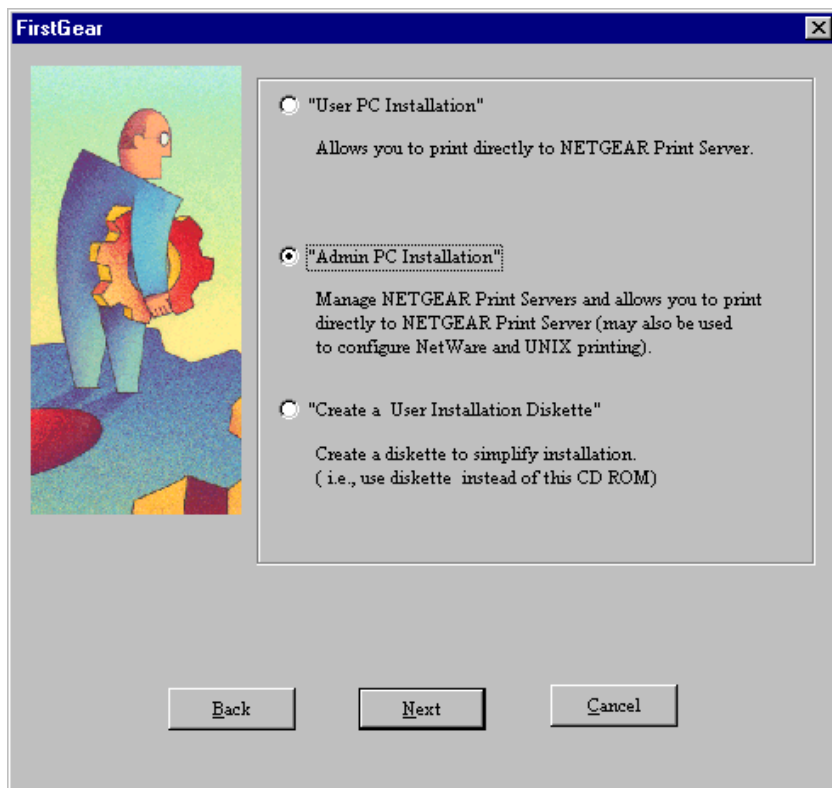 FirstGear
"User PC Installation"
Allows you to print directly to NETGEAR Print Server.
"Admin PC Installation"
Manage NETGEAR Print Servers and allows you to print
directly to NETGEAR Print Server (may also be used
to configure NetWare and UNIX printing).
"Create a  User Installation Diskette"
Create a diskette to simplify installation.
( i.e., use diskette  instead of this CD ROM)
Back
Next
Cancel